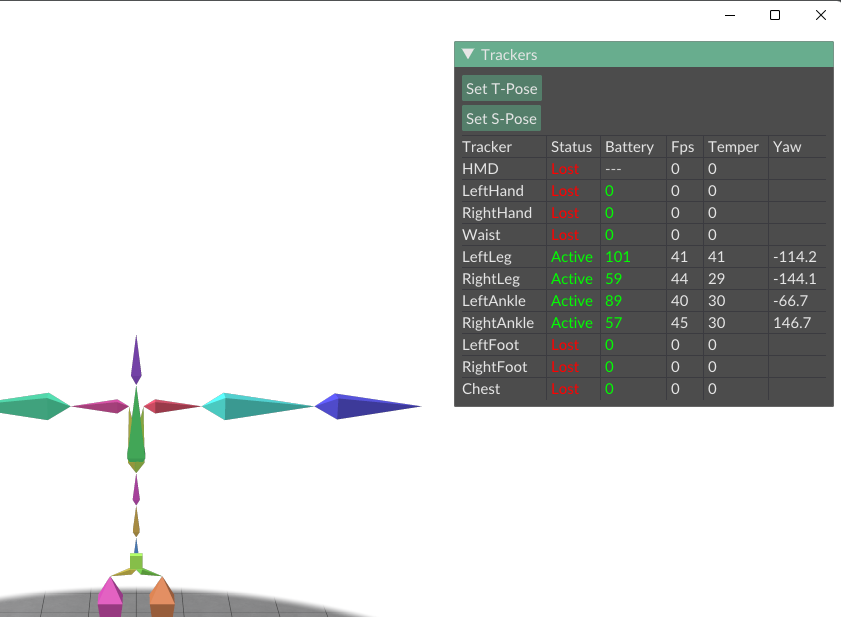 Trackers
Set T-Pose
Set S-Pose
Tracker Status Battery Fps Temper Yaw
HMD Lost --- 0 0
LeftHand Lost 0 0 0
RightHand Lost 0 0 0
Waist Lost 0 0 0
LeftLeg Active 101 41 41 -114.2
RightLeg Active 59 44 29 -144.1
LeftAnkle Active 89 40 30 -66.7
RightAnkle Active 57 45 30 146.7
LeftFoot Lost 0 0 0
RightFoot Lost 0 0 0
Chest Lost 0 0 0